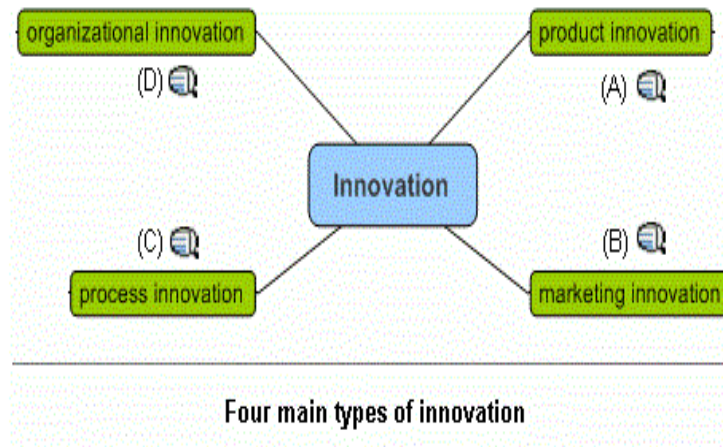 organizational innovation
product innovation
(D)
(A)
Innovation
(C)
(B)
process innovation
marketing innovation
Four main types of innovation